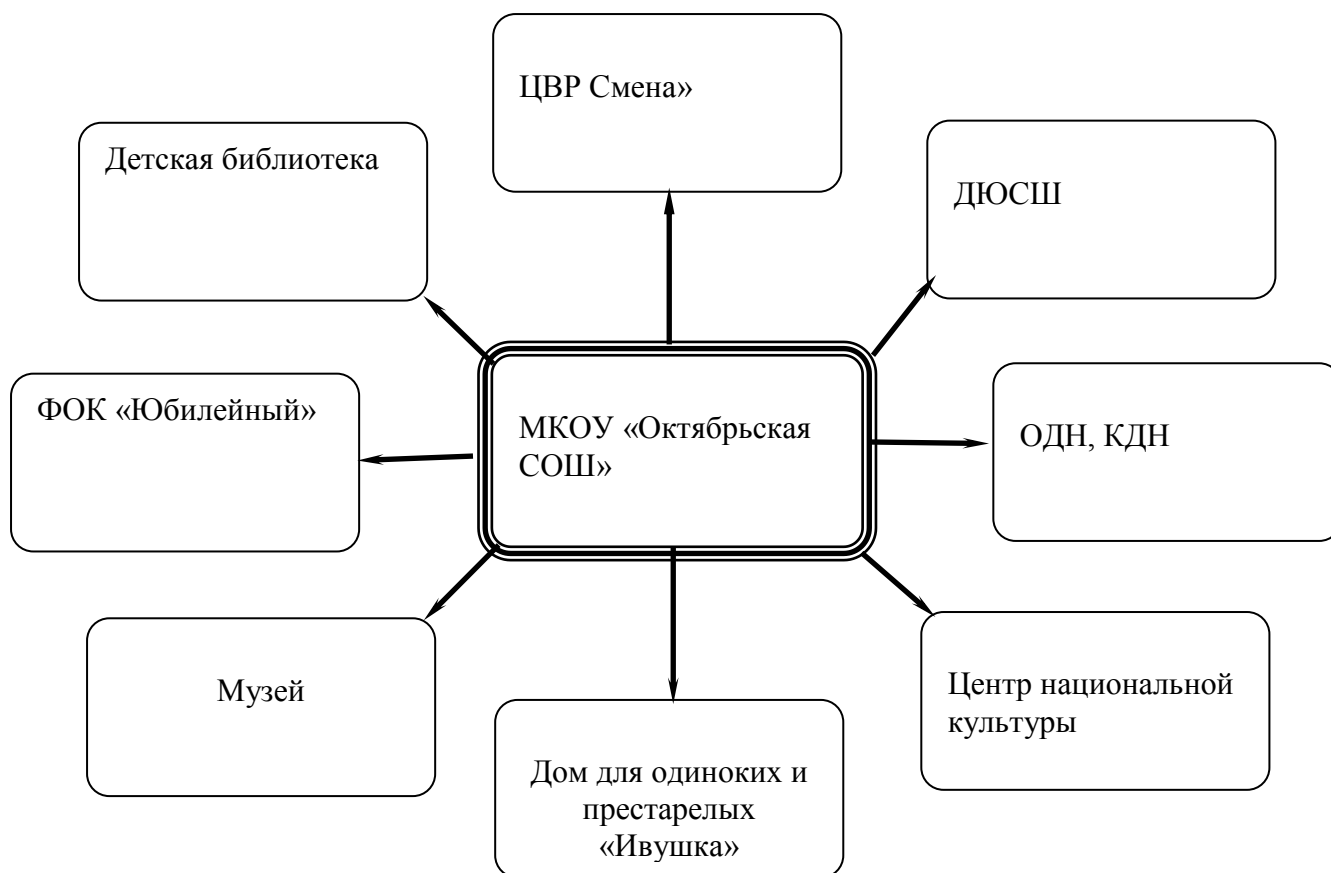 ЦВР Смена»
Детская библиотека
ДЮСШ
ФОК «Юбилейный»
МКОУ «Октябрьская
СОШ»
ОДН, КДН
Музей
Центр национальной
культуры
Дом для одиноких и
престарелых
«Ивушка»